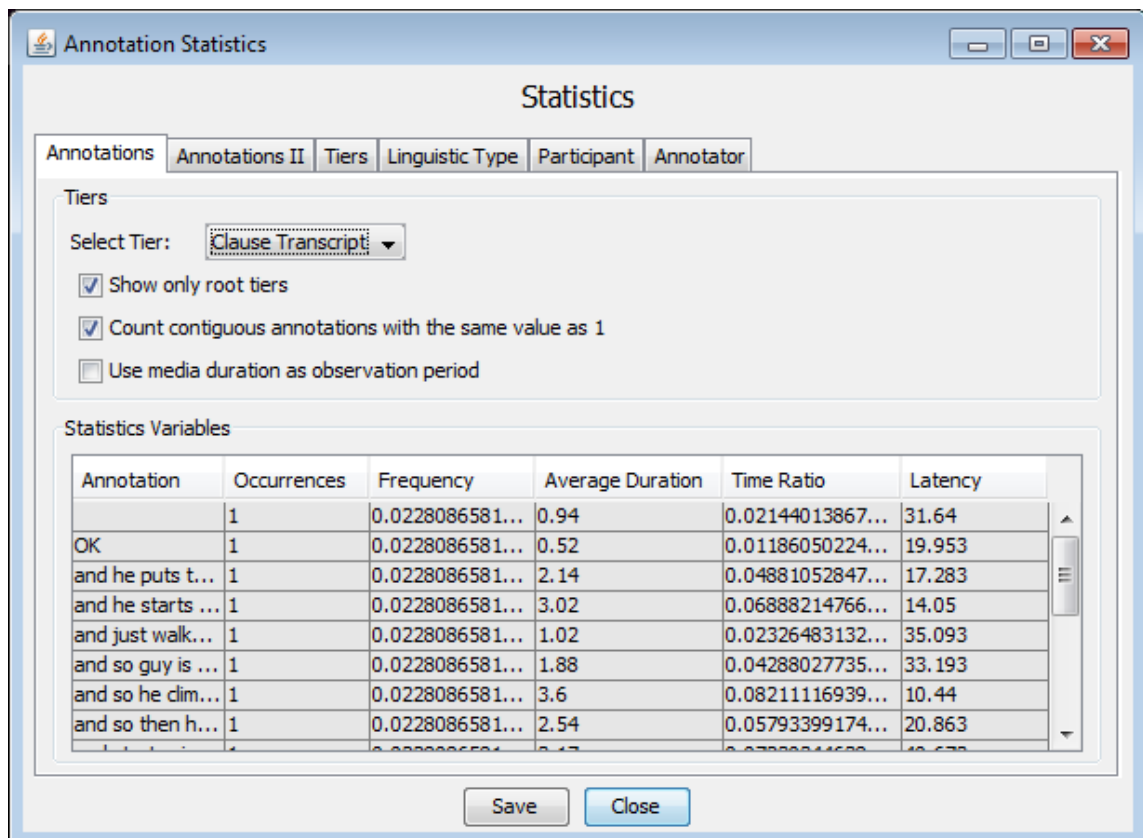 Annotation Statistics
Statistics
Annotations Annotations II Tiers Linguistic Type Participant Annotator
Tiers
Select Tier: Clause Transcript
Show only root tiers
Count contiguous annotations with the same value as 1
Use media duration as observation period
Statistics Variables
Annotation Occurrences Frequency Average Duration Time Ratio Latency
1 0.0228086581... 0.94 0.02144013867... 31.64
OK 1 0.0228086581... 0.52 0.01186050224... 19.953
and he puts t... 1 0.0228086581... 2.14 0.04881052847... 17.283
and he starts ... 1 0.0228086581... 3.02 0.06888214766... 14.05
and just walk... 1 0.0228086581... 1.02 0.02326483132... 35.093
and so guy is ... 1 0.0228086581... 1.88 0.04288027735... 33.193
and so he clim... 1 0.0228086581... 3.6 0.08211116939... 10.44
and so then h... 1 0.0228086581... 2.54 0.05793399174... 20.863
Save Close